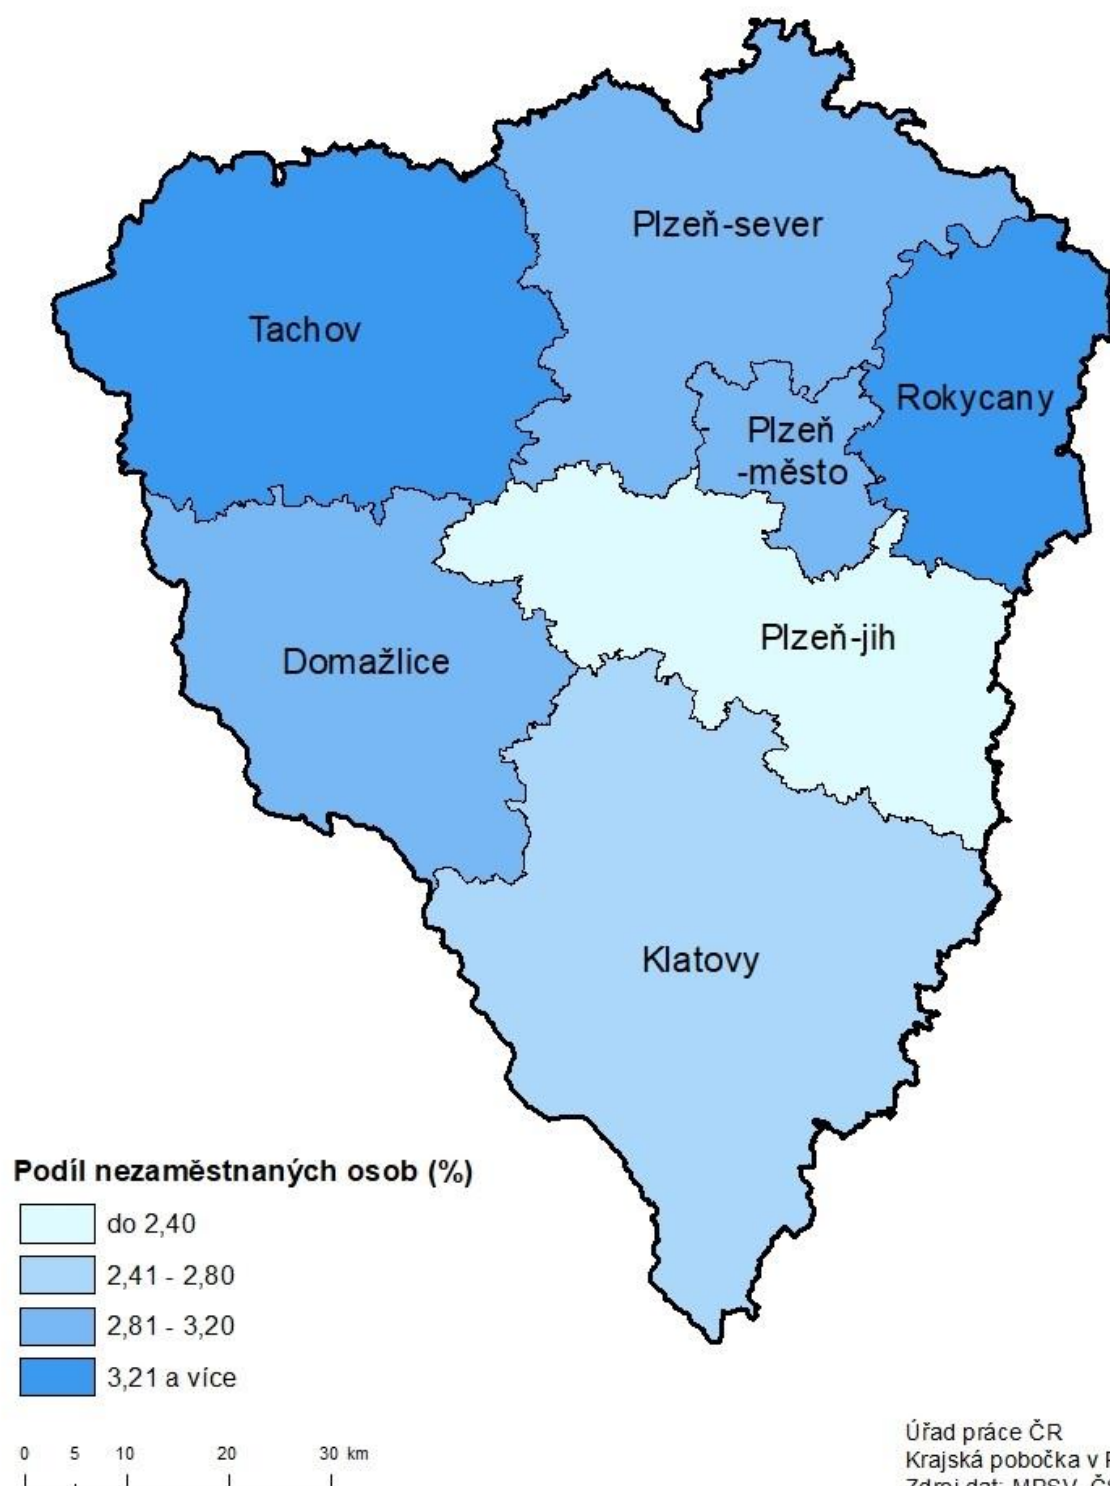 Plzeň-sever
Tachov
Rokycany
Plzeň
-město
Plzeň-jih
Domažlice
Klatovy
Podíl nezaměstnaných osob (%)
do 2,40
2,41 - 2,80
2,81 - 3,20
3,21 a více
0 5 10 20 30 km
Úřad práce ČR
Krajská pobočka v
Zdroj dat: MPSV,